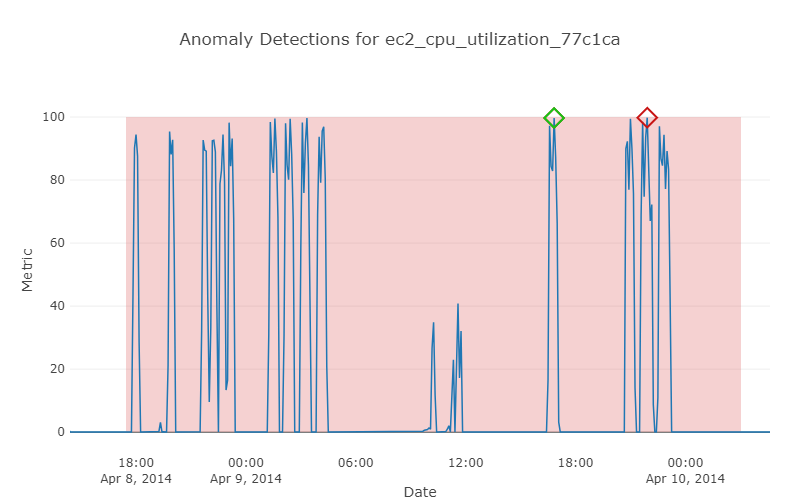 Anomaly Detections for ec2_cpu_utilization_77c1ca
100
80
60
40
20
0
Metric
18:00 00:00 06:00 12:00 18:00 00:00
Apr 8, 2014 Apr 9, 2014 Apr 10, 2014
Date